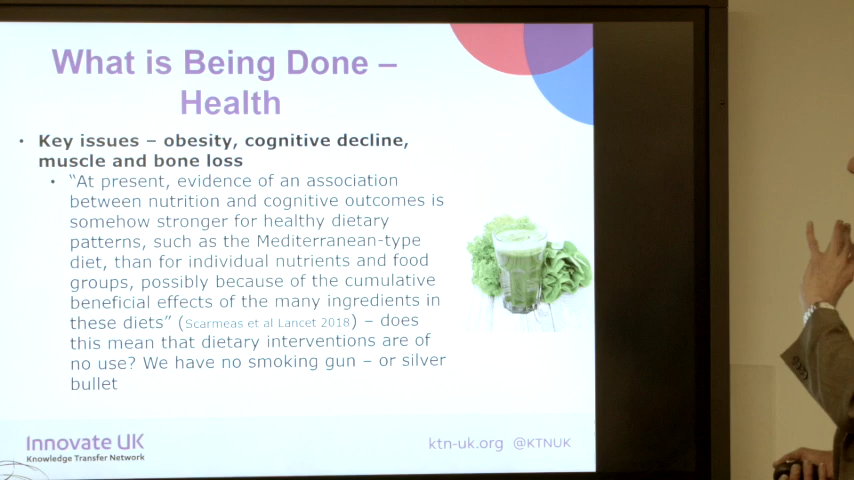 What is Being Done –
Health
• Key issues – obesity, cognitive decline,
muscle and bone loss
• “At present, evidence of an association
between nutrition and cognitive outcomes is
somehow stronger for healthy dietary
patterns, such as the Mediterranean-type
diet, than for individual nutrients and food
groups, possibly because of the cumulative
beneficial effects of the many ingredients in
these diets” (Scarmeas et al Lancet 2018) – does
this mean that dietary interventions are of
no use? We have no smoking gun – or silver
bullet
Innovate UK
Knowledge Transfer Network
ktn-uk.org @KTNUK